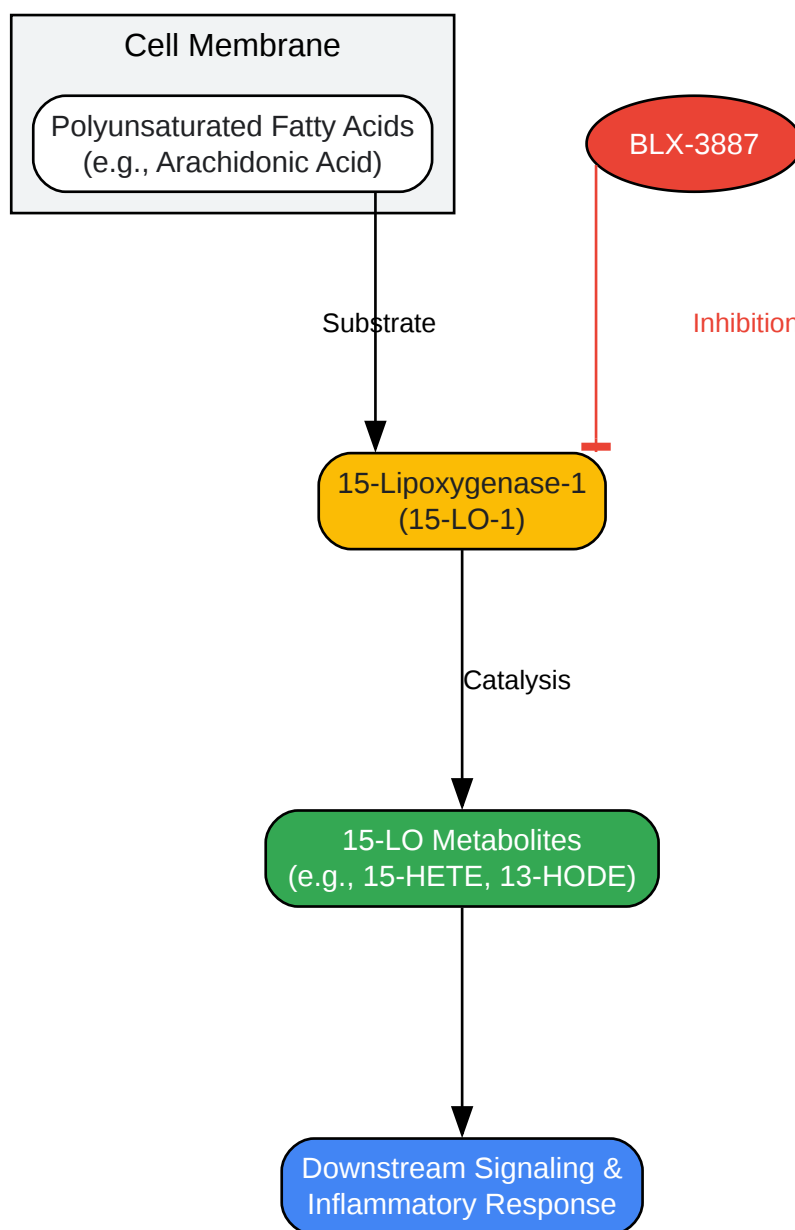 Cell Membrane
Polyunsaturated Fatty Acids
(e.g., Arachidonic Acid)
BLX-3887
Substrate
Inhibition
15-Lipoxygenase-1
(15-LO-1)
Catalysis
15-LO Metabolites
(e.g., 15-HETE, 13-HODE)
Downstream Signaling &
Inflammatory Response